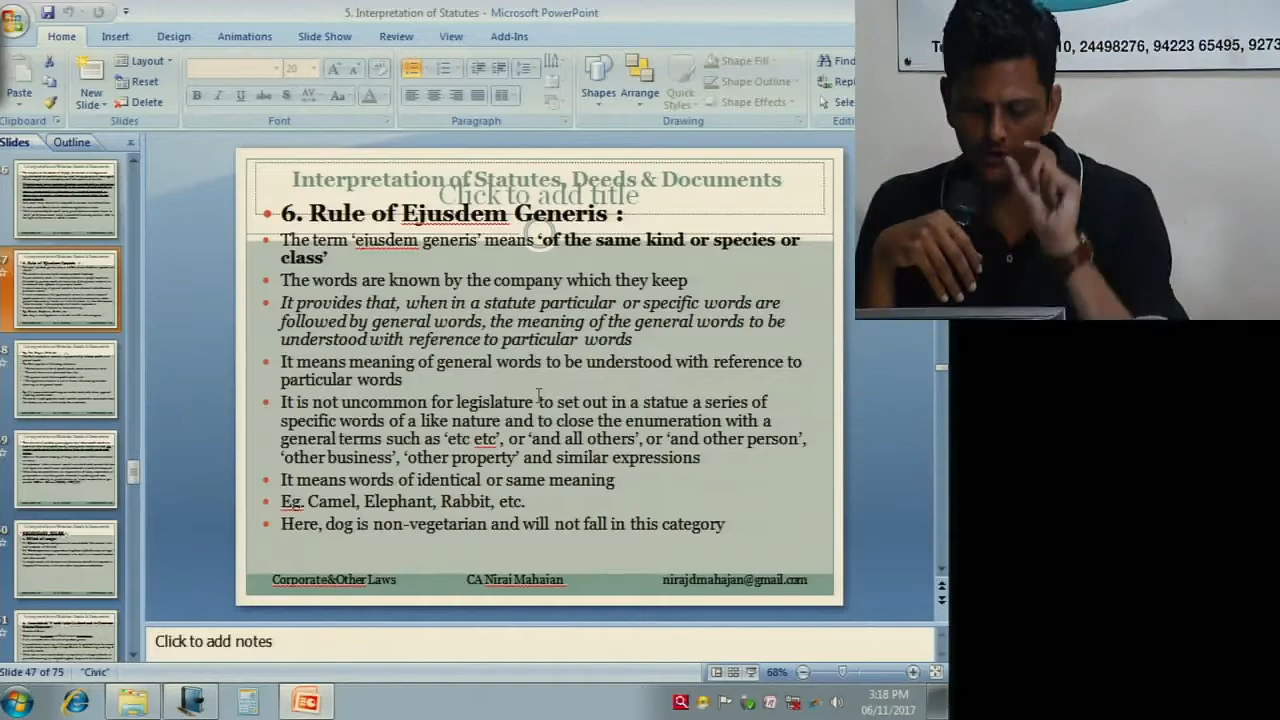 5. Interpretation of Statutes - Microsoft PowerPoint
Home Insert Design Animations Slide Show Review View Add-Ins
Paste
New
Slide
Layout
Reset
Delete
20
Shapes
Arrange
Quick
Styles
Shape Fill
Shape Outline
Shape Effects
Clipboard Slides Font Paragraph Drawing
10, 24498276, 94223 65495, 9273
Slides Outline
Interpretation of Statutes, Deeds & Documents
Click to add title
• 6. Rule of Ejusdem Generis :
• The term ‘ejusdem generis’ means ‘of the same kind or species or
class’
• The words are known by the company which they keep
• It provides that, when in a statute particular or specific words are
followed by general words, the meaning of the general words to be
understood with reference to particular words
• It means meaning of general words to be understood with reference to
particular words
• It is not uncommon for legislature to set out in a statue a series of
specific words of a like nature and to close the enumeration with a
general terms such as ‘etc etc’, or ‘and all others’, or ‘and other person’,
‘other business’, ‘other property’ and similar expressions
• It means words of identical or same meaning
• Eg. Camel, Elephant, Rabbit, etc.
• Here, dog is non-vegetarian and will not fall in this category
Corporate&Other Laws CA Niraj Mahajan nirajdmahajan@gmail.com
Click to add notes
Slide 47 of 75 "Civic" 68%
3:18 PM
06/11/2017